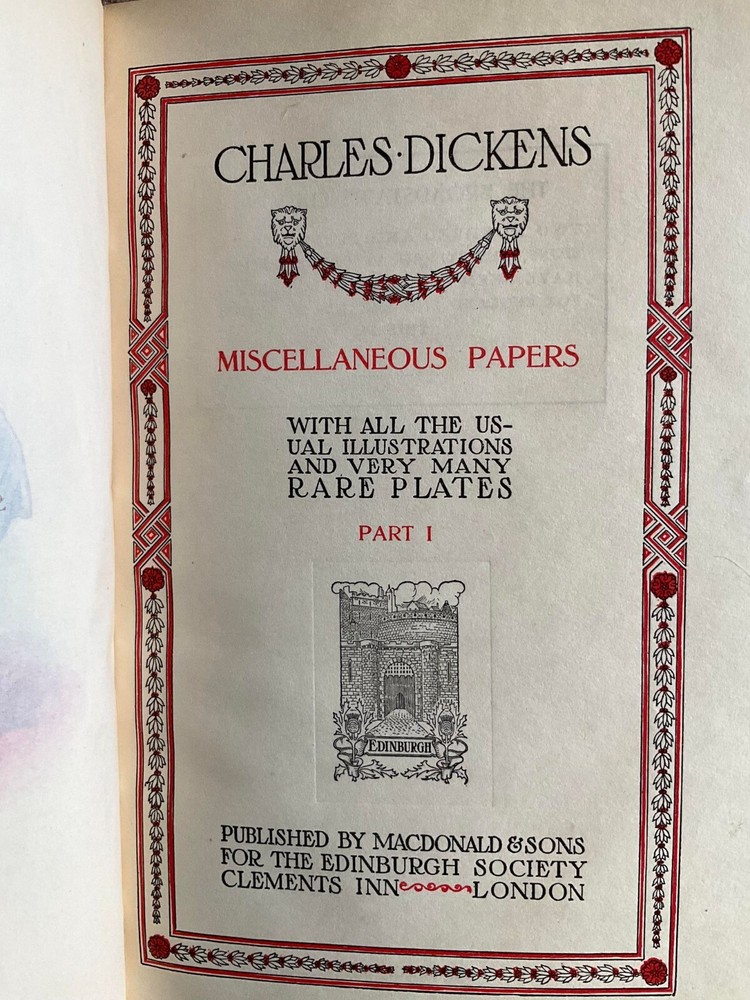 CHARLES·DICKENS
MISCELLANEOUS PAPERS
WITH ALL THE US-
UAL ILLUSTRATIONS
AND VERY MANY
RARE PLATES
PART I
EDINBURGH
PUBLISHED BY MACDONALD & SONS
FOR THE EDINBURGH SOCIETY
CLEMENTS INN LONDON